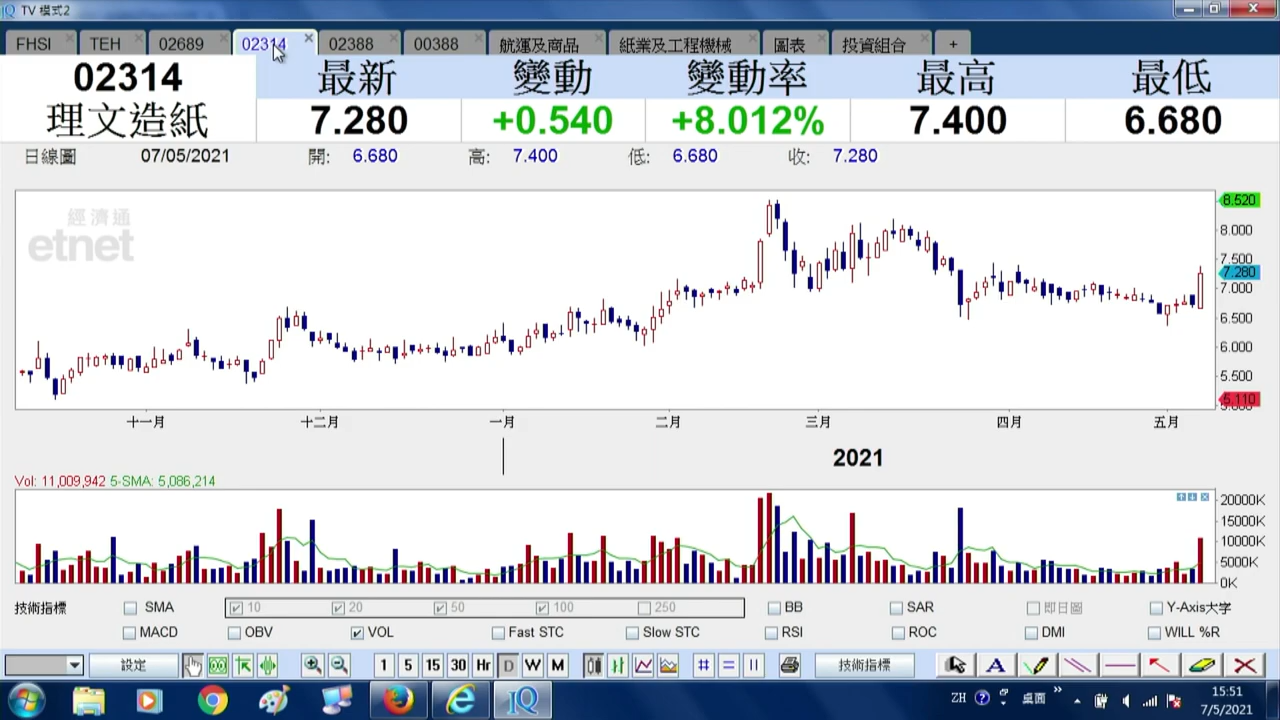 TV 模式2
FHSI TEH 02689 02314 02388 00388 航運及商品 紙業及工程機械 圖表 投資組合 +
02314 最新 變動 變動率 最高 最低
理文造紙 7.280 +0.540 +8.012% 7.400 6.680
日線圖 07/05/2021 開: 6.680 高: 7.400 低: 6.680 收: 7.280
經濟通
etnet
8.520
8.000
7.500
7.280
7.000
6.500
6.000
5.500
5.110
5.000
十一月 十二月 一月 二月 三月 四月 五月
2021
Vol: 11,009,942 5-SMA: 5,086,214
20000K
15000K
10000K
5000K
0K
技術指標 SMA 10 20 50 100 250 BB SAR 即日圖 Y-Axis大字
MACD OBV VOL Fast STC Slow STC RSI ROC DMI WILL %R
設定 1 5 15 30 Hr D W M 技術指標 A
IQ ZH 桌面 15:51
7/5/2021